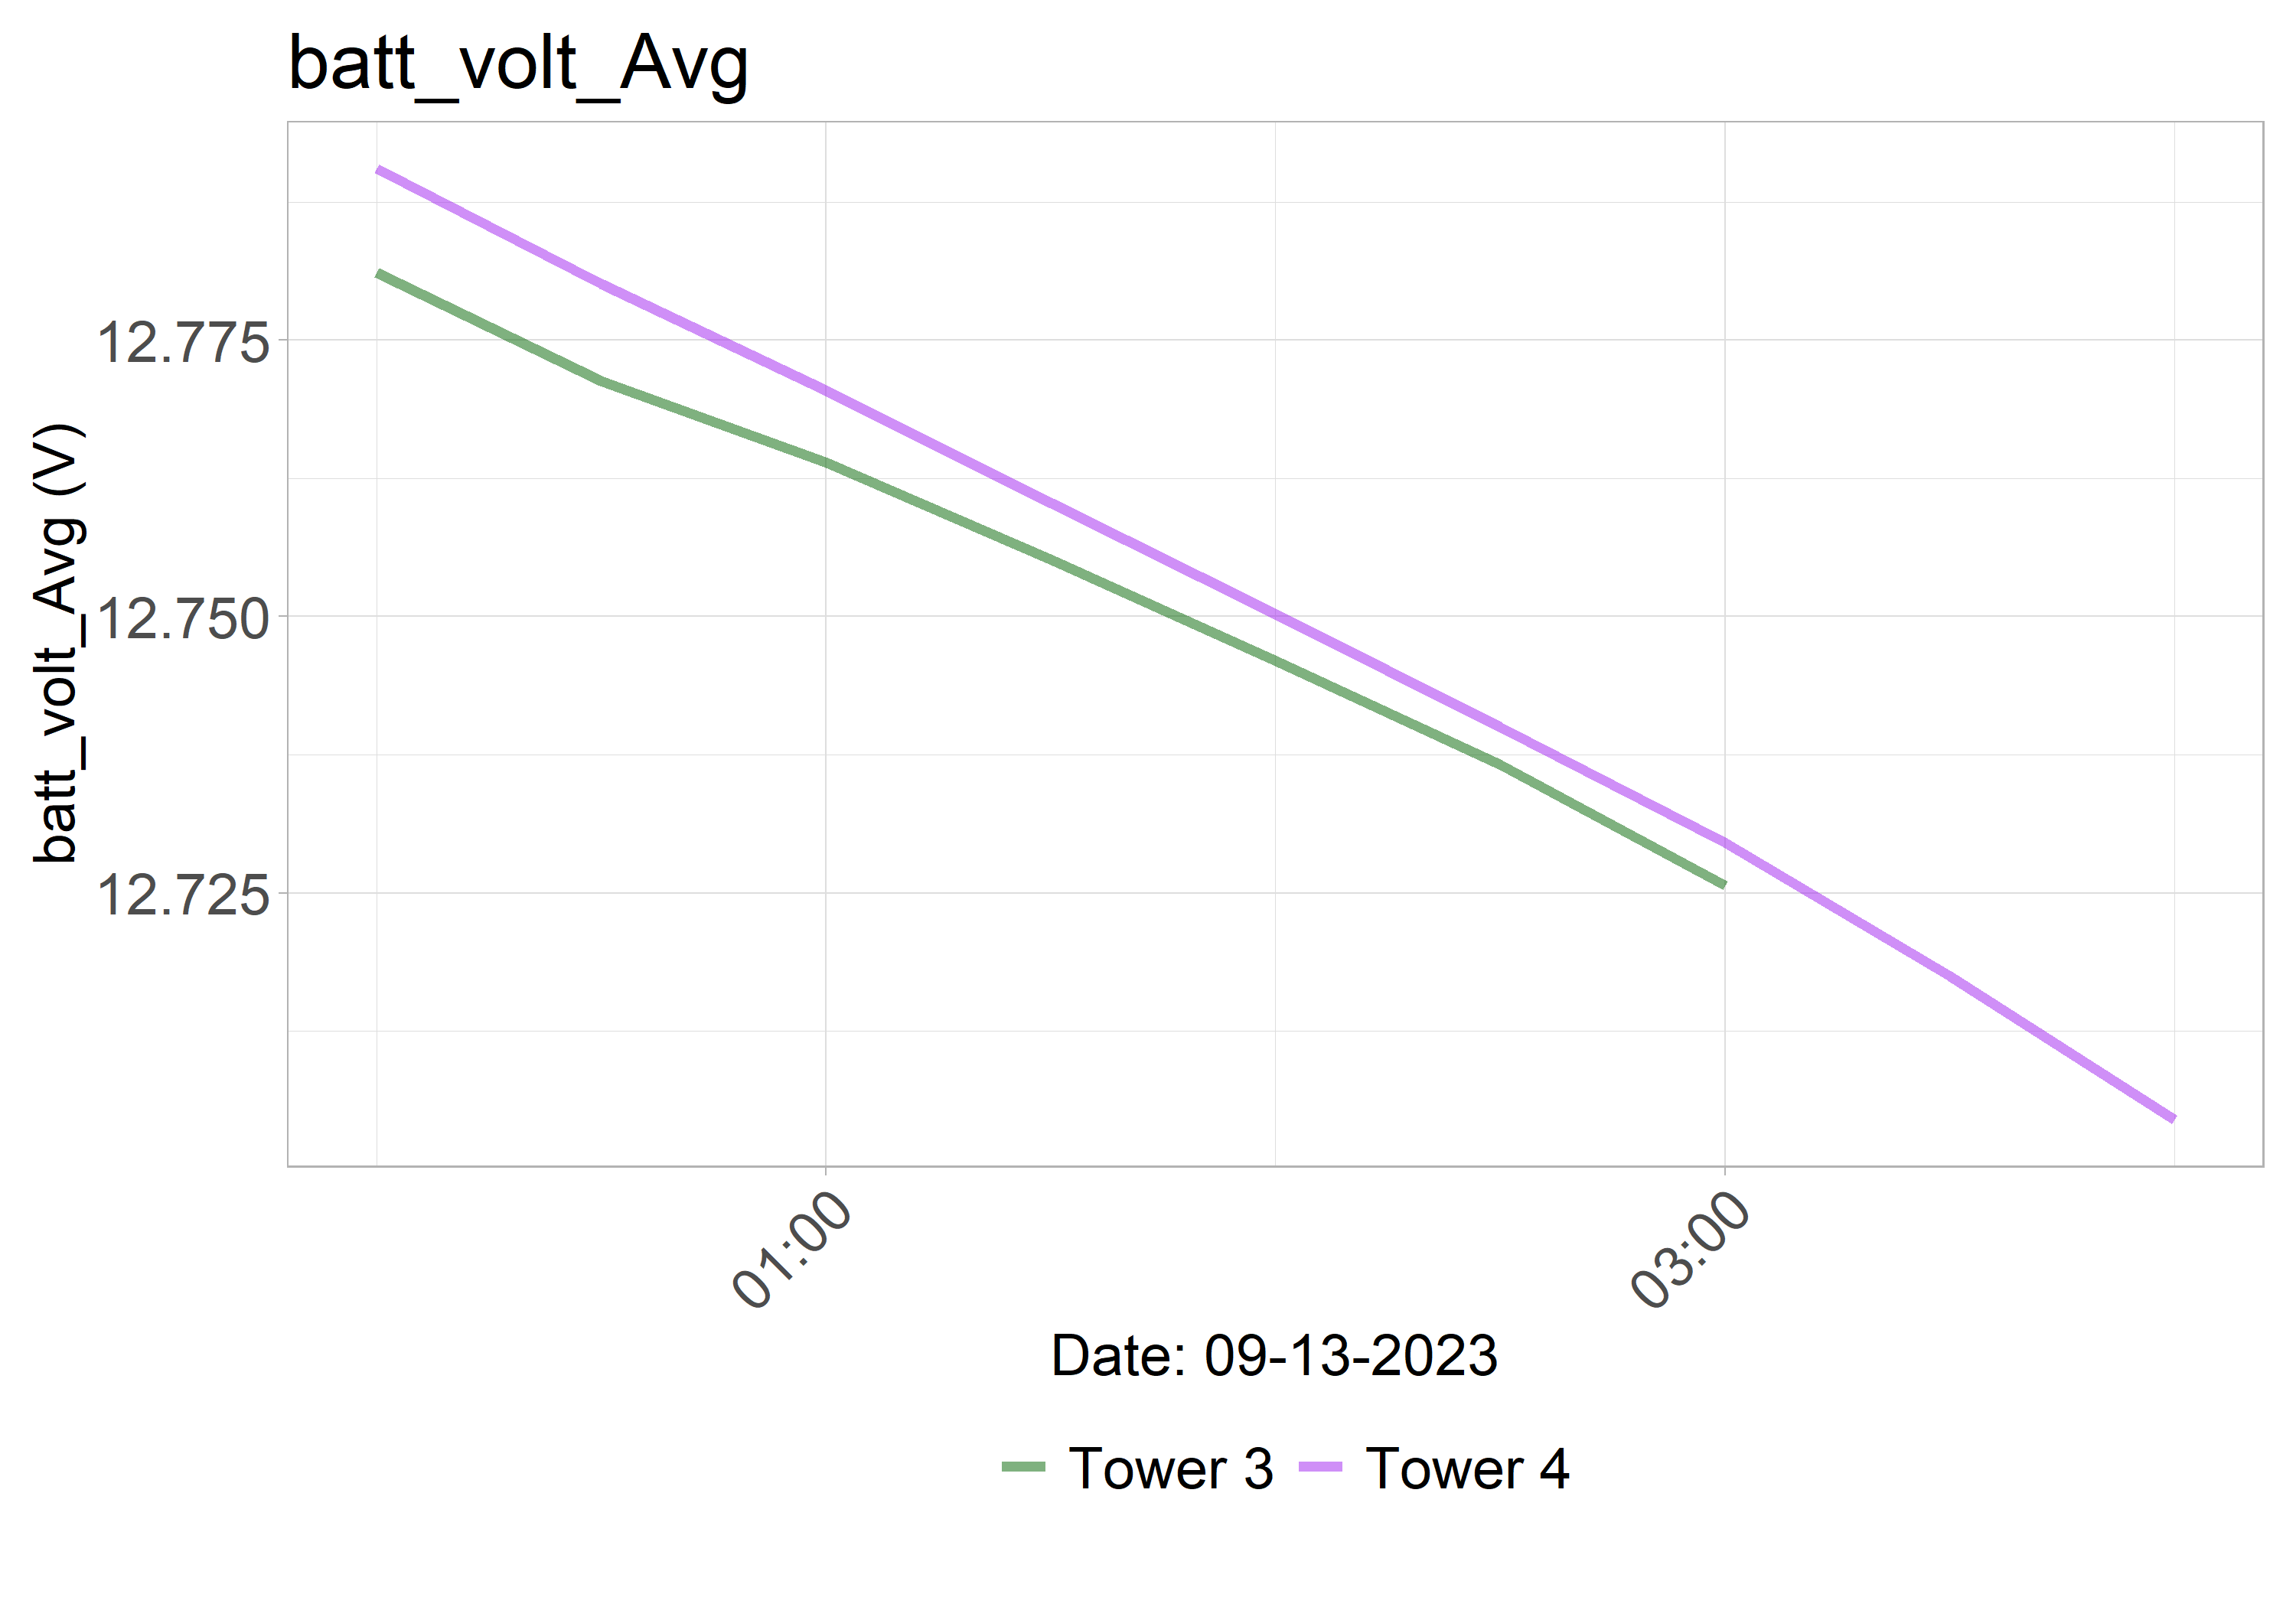 batt_volt_Avg
batt_volt_Avg (V)
12.775
12.750
12.725
01:00
03:00
Date: 09-13-2023
Tower 3
Tower 4